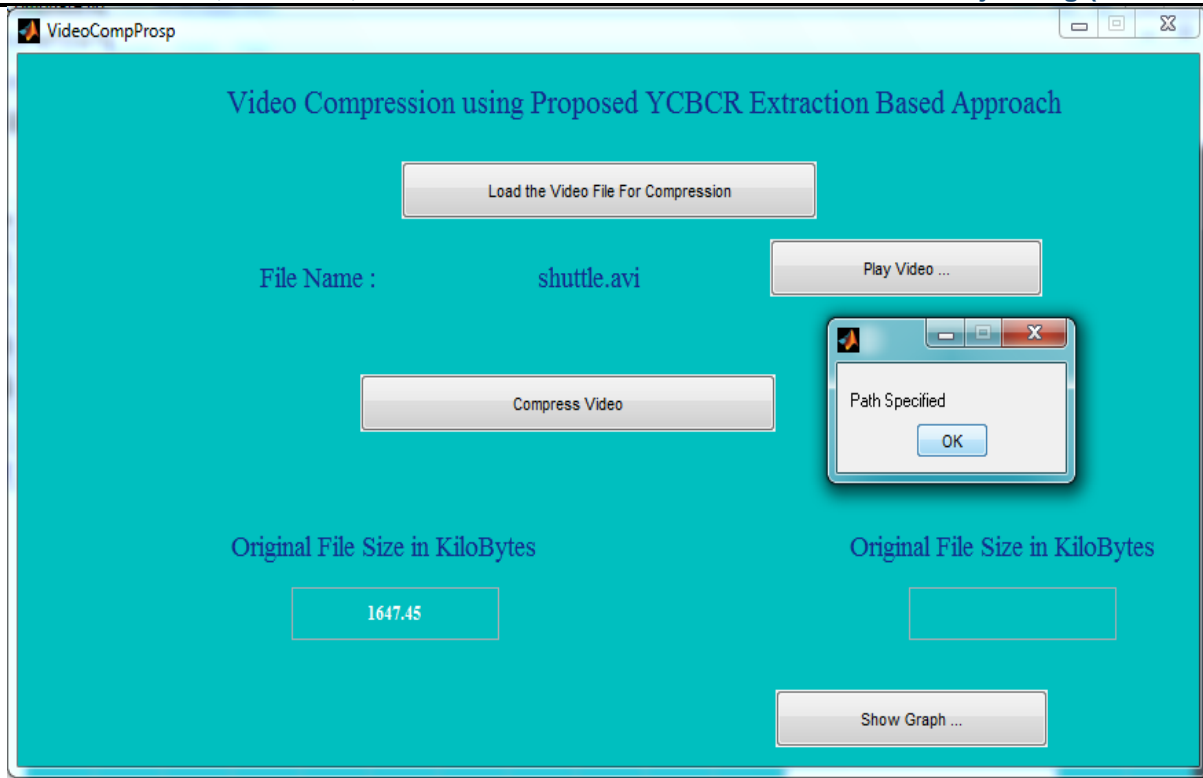 VideoCompProsp
Video Compression using Proposed YCBCR Extraction Based Approach
Load the Video File For Compression
File Name :
shuttle.avi
Play Video ...
Path Specified
OK
Compress Video
Original File Size in KiloBytes
Original File Size in KiloBytes
1647.45
Show Graph ...